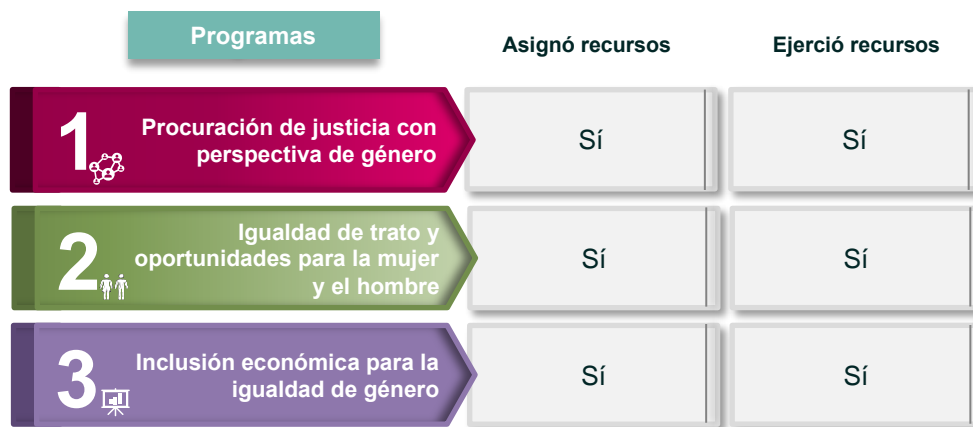 Programas
Asignó recursos
Ejerció recursos
1
Procuración de justicia con
perspectiva de género
Sí
Sí
2
Igualdad de trato y
oportunidades para la mujer
y el hombre
Sí
Sí
3
Inclusión económica para la
igualdad de género
Sí
Sí